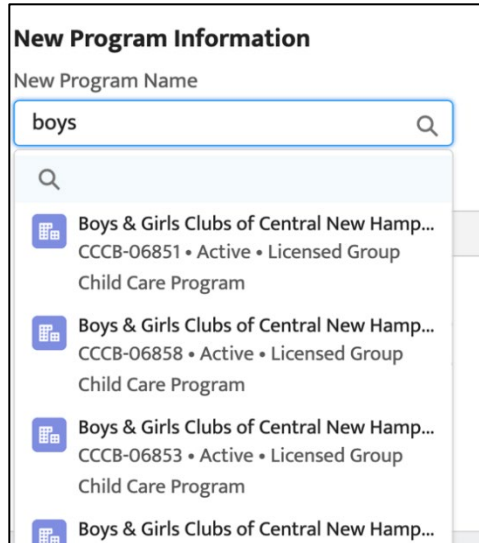 New Program Information
New Program Name
boys
Boys & Girls Clubs of Central New Hamp...
CCCB-06851 • Active • Licensed Group
Child Care Program
Boys & Girls Clubs of Central New Hamp...
CCCB-06858 • Active • Licensed Group
Child Care Program
Boys & Girls Clubs of Central New Hamp...
CCCB-06853 • Active • Licensed Group
Child Care Program
Boys & Girls Clubs of Central New Hamp...